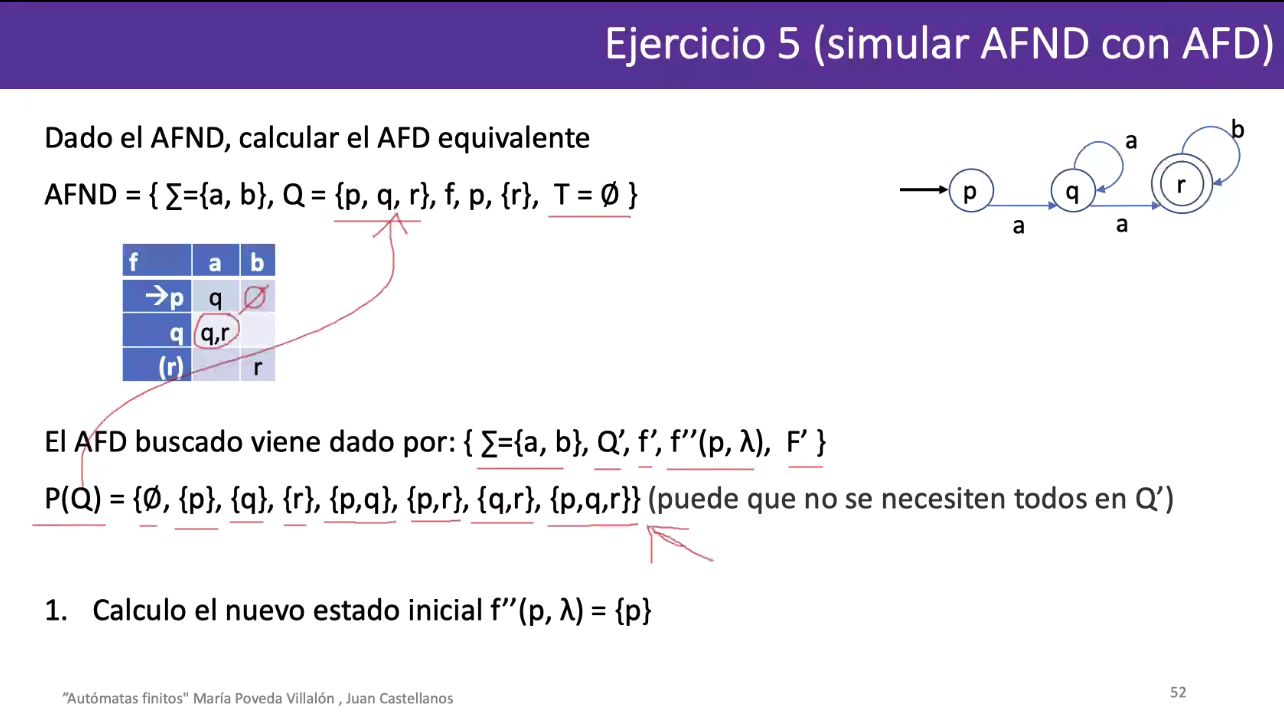 Ejercicio 5 (simular AFND con AFD)
Dado el AFND, calcular el AFD equivalente
AFND = { ∑={a, b}, Q = {p, q, r}, f, p, {r}, T = Ø }
p a q a a r b
f a b
→p q Ø
q q,r
(r) r
El AFD buscado viene dado por: { ∑={a, b}, Q’, f’, f’’(p, λ), F’ }
P(Q) = {Ø, {p}, {q}, {r}, {p,q}, {p,r}, {q,r}, {p,q,r}} (puede que no se necesiten todos en Q’)
1. Calculo el nuevo estado inicial f’’(p, λ) = {p}
”Autómatas finitos" María Poveda Villalón , Juan Castellanos
52